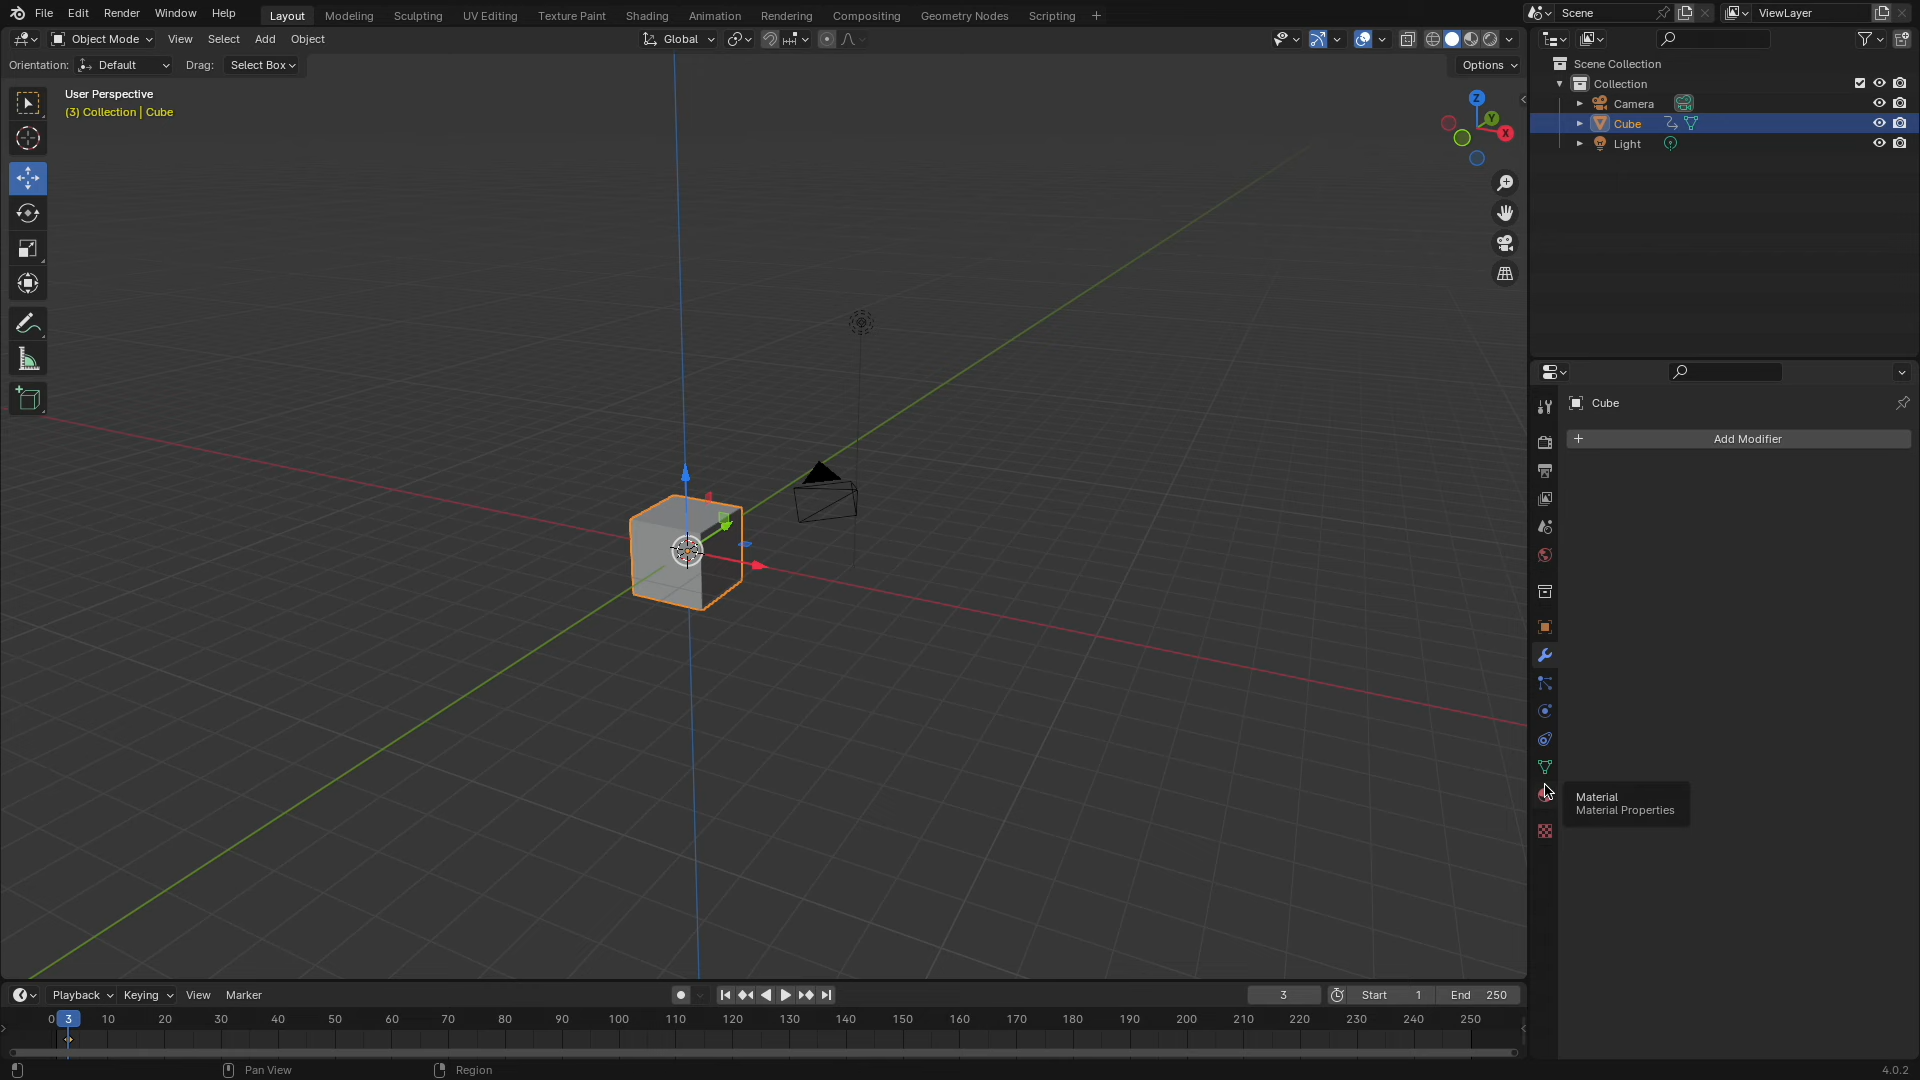 File Edit Render Window Help
Layout Modeling Sculpting UV Editing Texture Paint Shading Animation Rendering Compositing Geometry Nodes Scripting +
Scene
ViewLayer
Object Mode View Select Add Object
Global
Orientation: Default Drag: Select Box
Options
User Perspective
(3) Collection | Cube
Z
Y
X
Scene Collection
Collection
Camera
Cube
Light
Cube
+ Add Modifier
Material
Material Properties
Playback Keying View Marker
3
Start 1
End 250
0 3 10 20 30 40 50 60 70 80 90 100 110 120 130 140 150 160 170 180 190 200 210 220 230 240 250
Pan View
Region
4.0.2